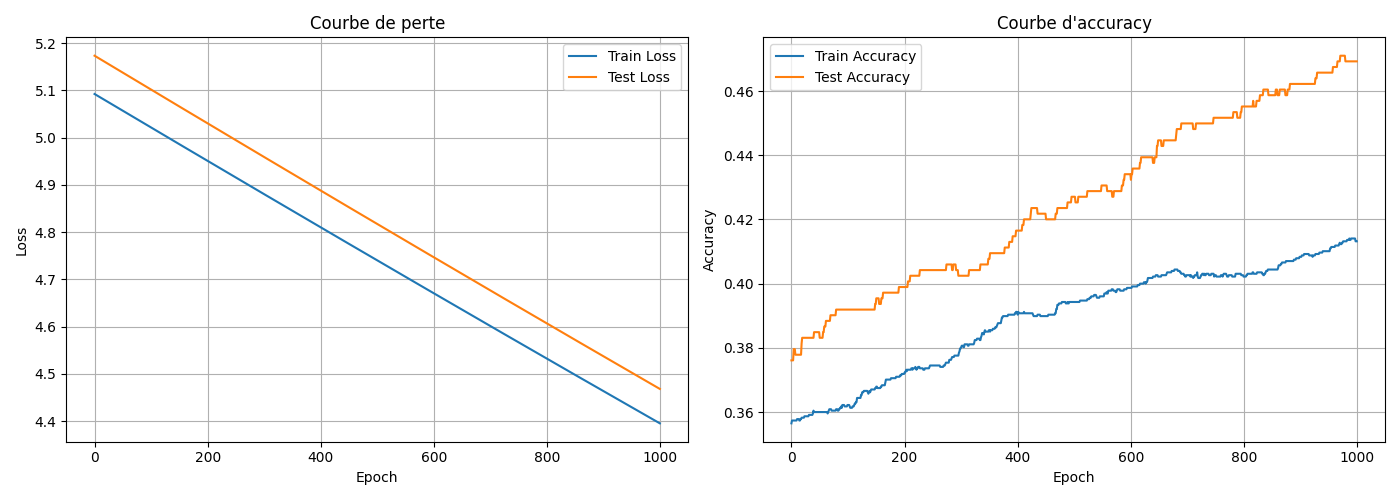 Courbe de perte
5.2
5.1
5.0
4.9
4.8
4.7
4.6
4.5
4.4
Loss
0
200
400
600
800
1000
Epoch
Train Loss
Test Loss
Courbe d'accuracy
0.46
0.44
0.42
0.40
0.38
0.36
Accuracy
0
200
400
600
800
1000
Epoch
Train Accuracy
Test Accuracy